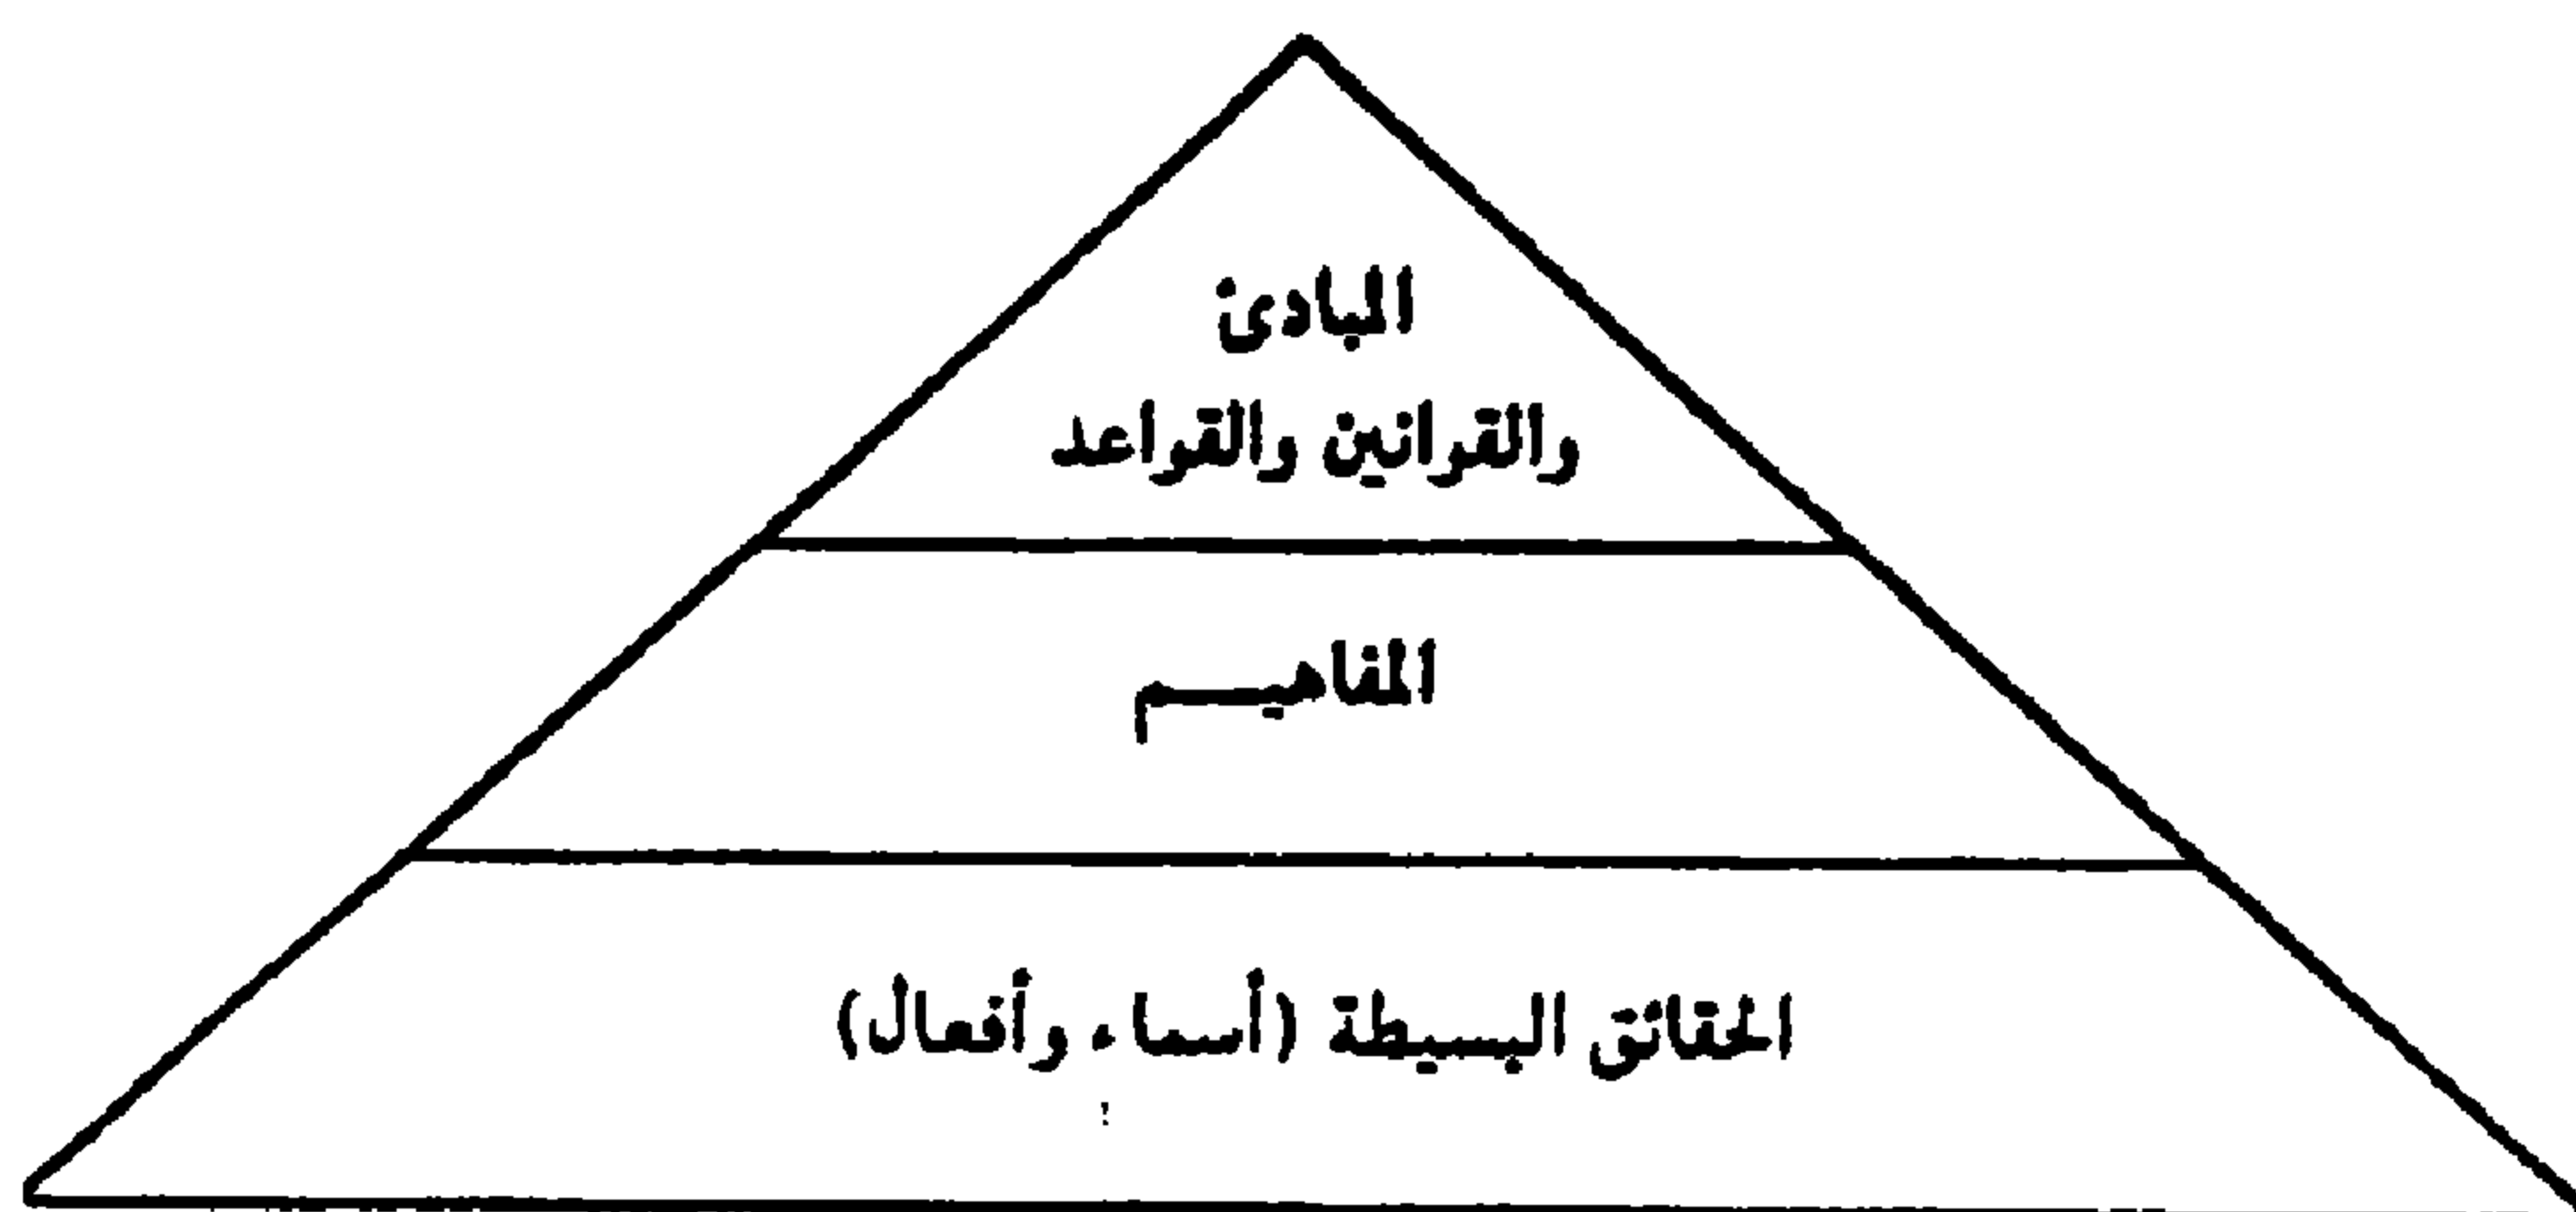 المبادئ
والقوانين والقواعد
المفاهيـــم
الحقائق البسيطة (أسماء وأفعال)